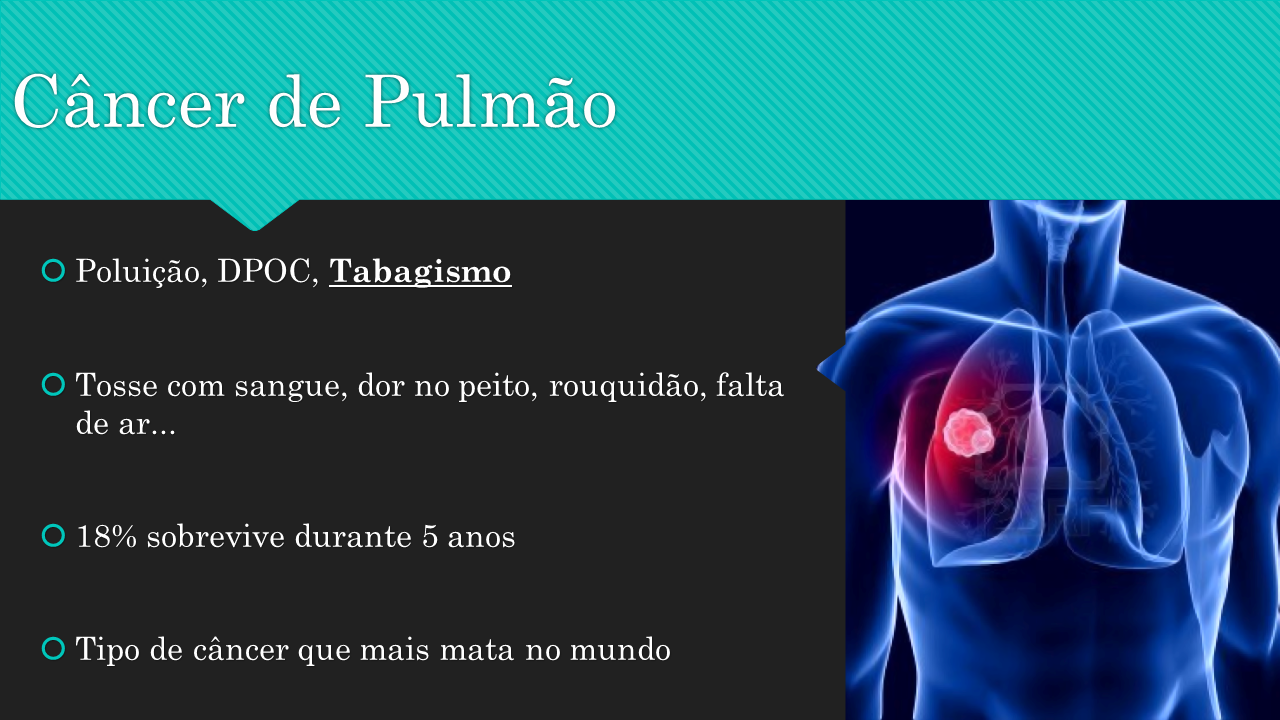 Câncer de Pulmão
Poluição, DPOC, Tabagismo
Tosse com sangue, dor no peito, rouquidão, falta
de ar...
18% sobrevive durante 5 anos
Tipo de câncer que mais mata no mundo